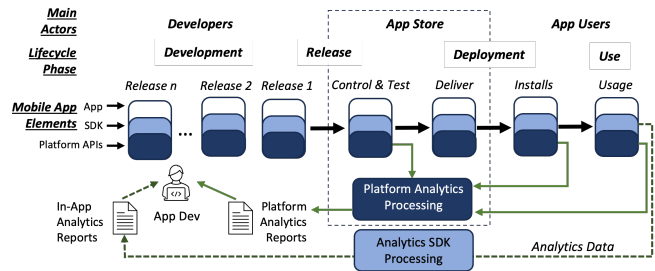 Main
Actors
Developers
App Store
App Users
Lifecycle
Phase
Development
Release
Deployment
Use
Release n
Release 2
Release 1
Control & Test
Deliver
Installs
Usage
Mobile App
Elements
App
SDK
Platform APIs
...
In-App
Analytics
Reports
App Dev
Platform
Analytics
Reports
Platform Analytics
Processing
Analytics SDK
Processing
Analytics Data